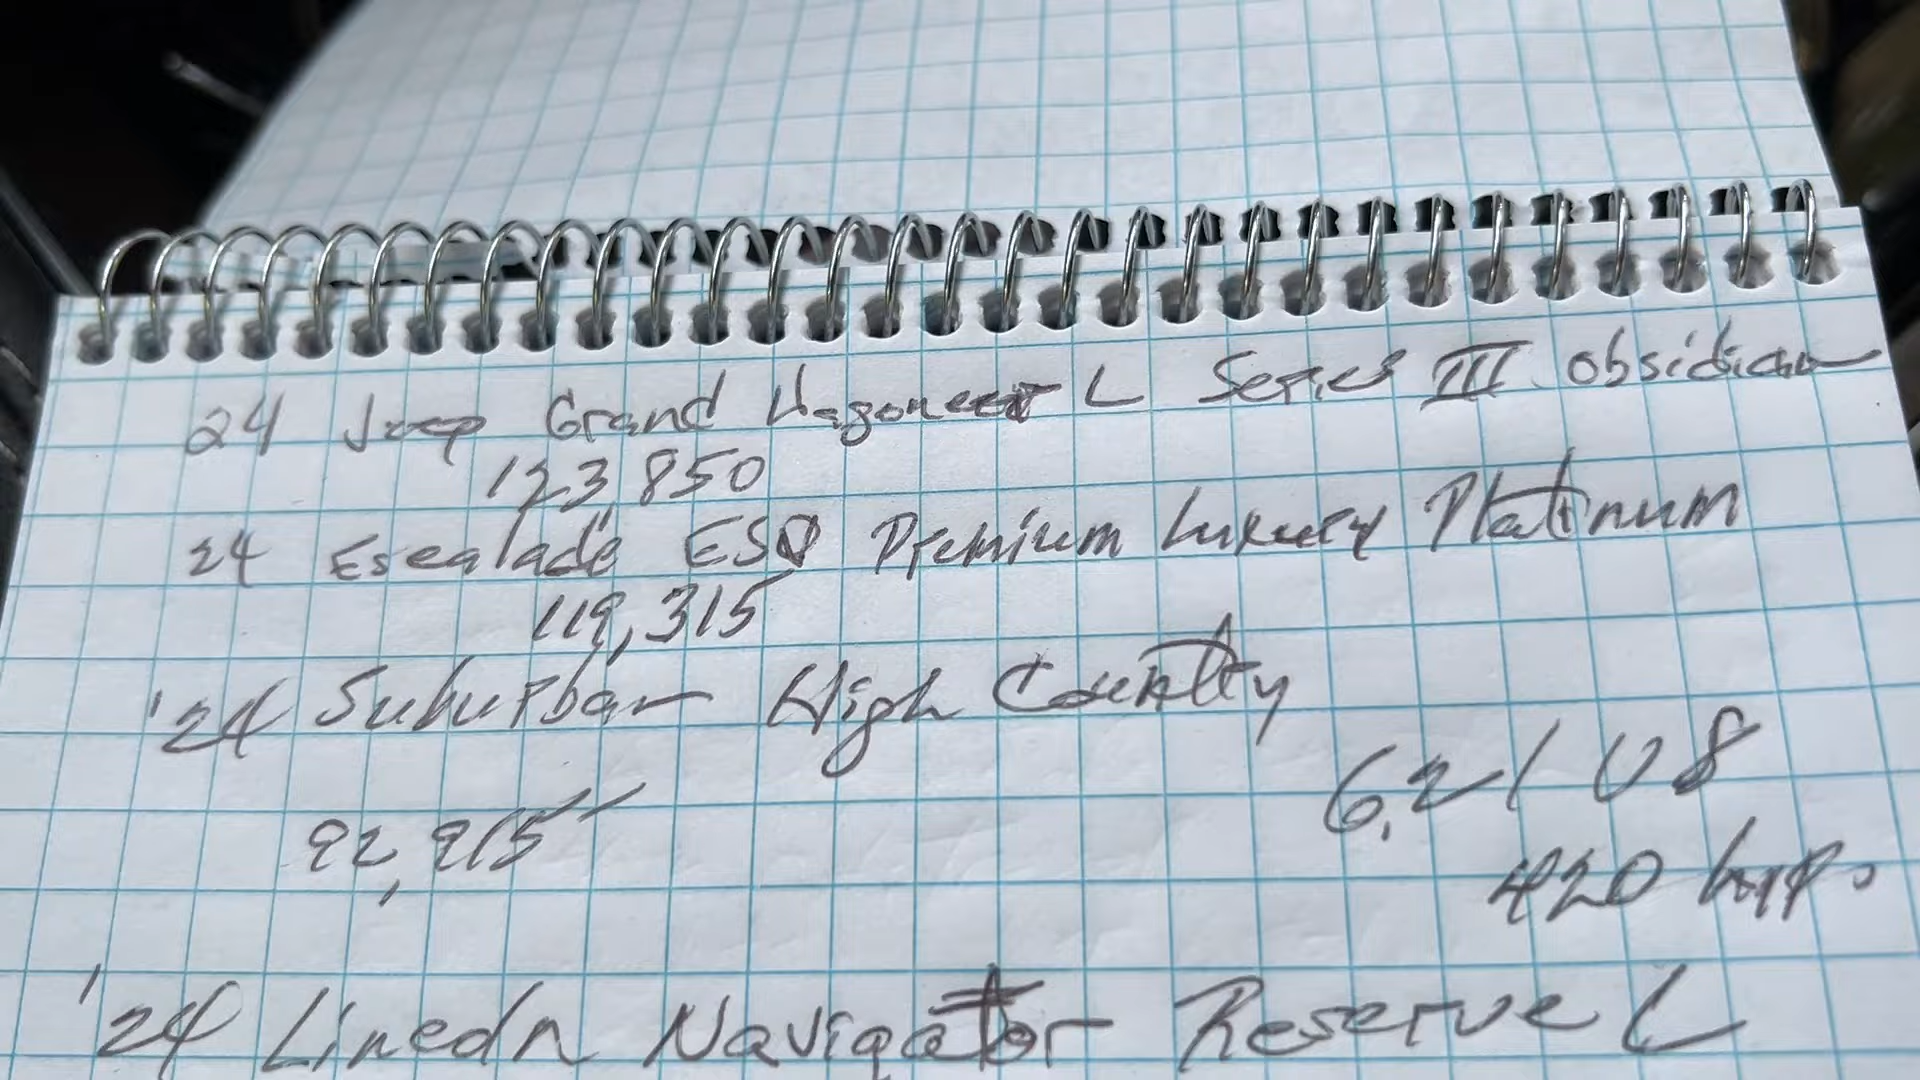 24 Jeep Grand Wagoneer L Series III Obsidian
123,850
24 Escalade ESV Premium Luxury Platinum
119,315
'24 Suburban High Country
6.2 l V8
92,915
420 hp.
'24 Lincoln Navigator Reserve L